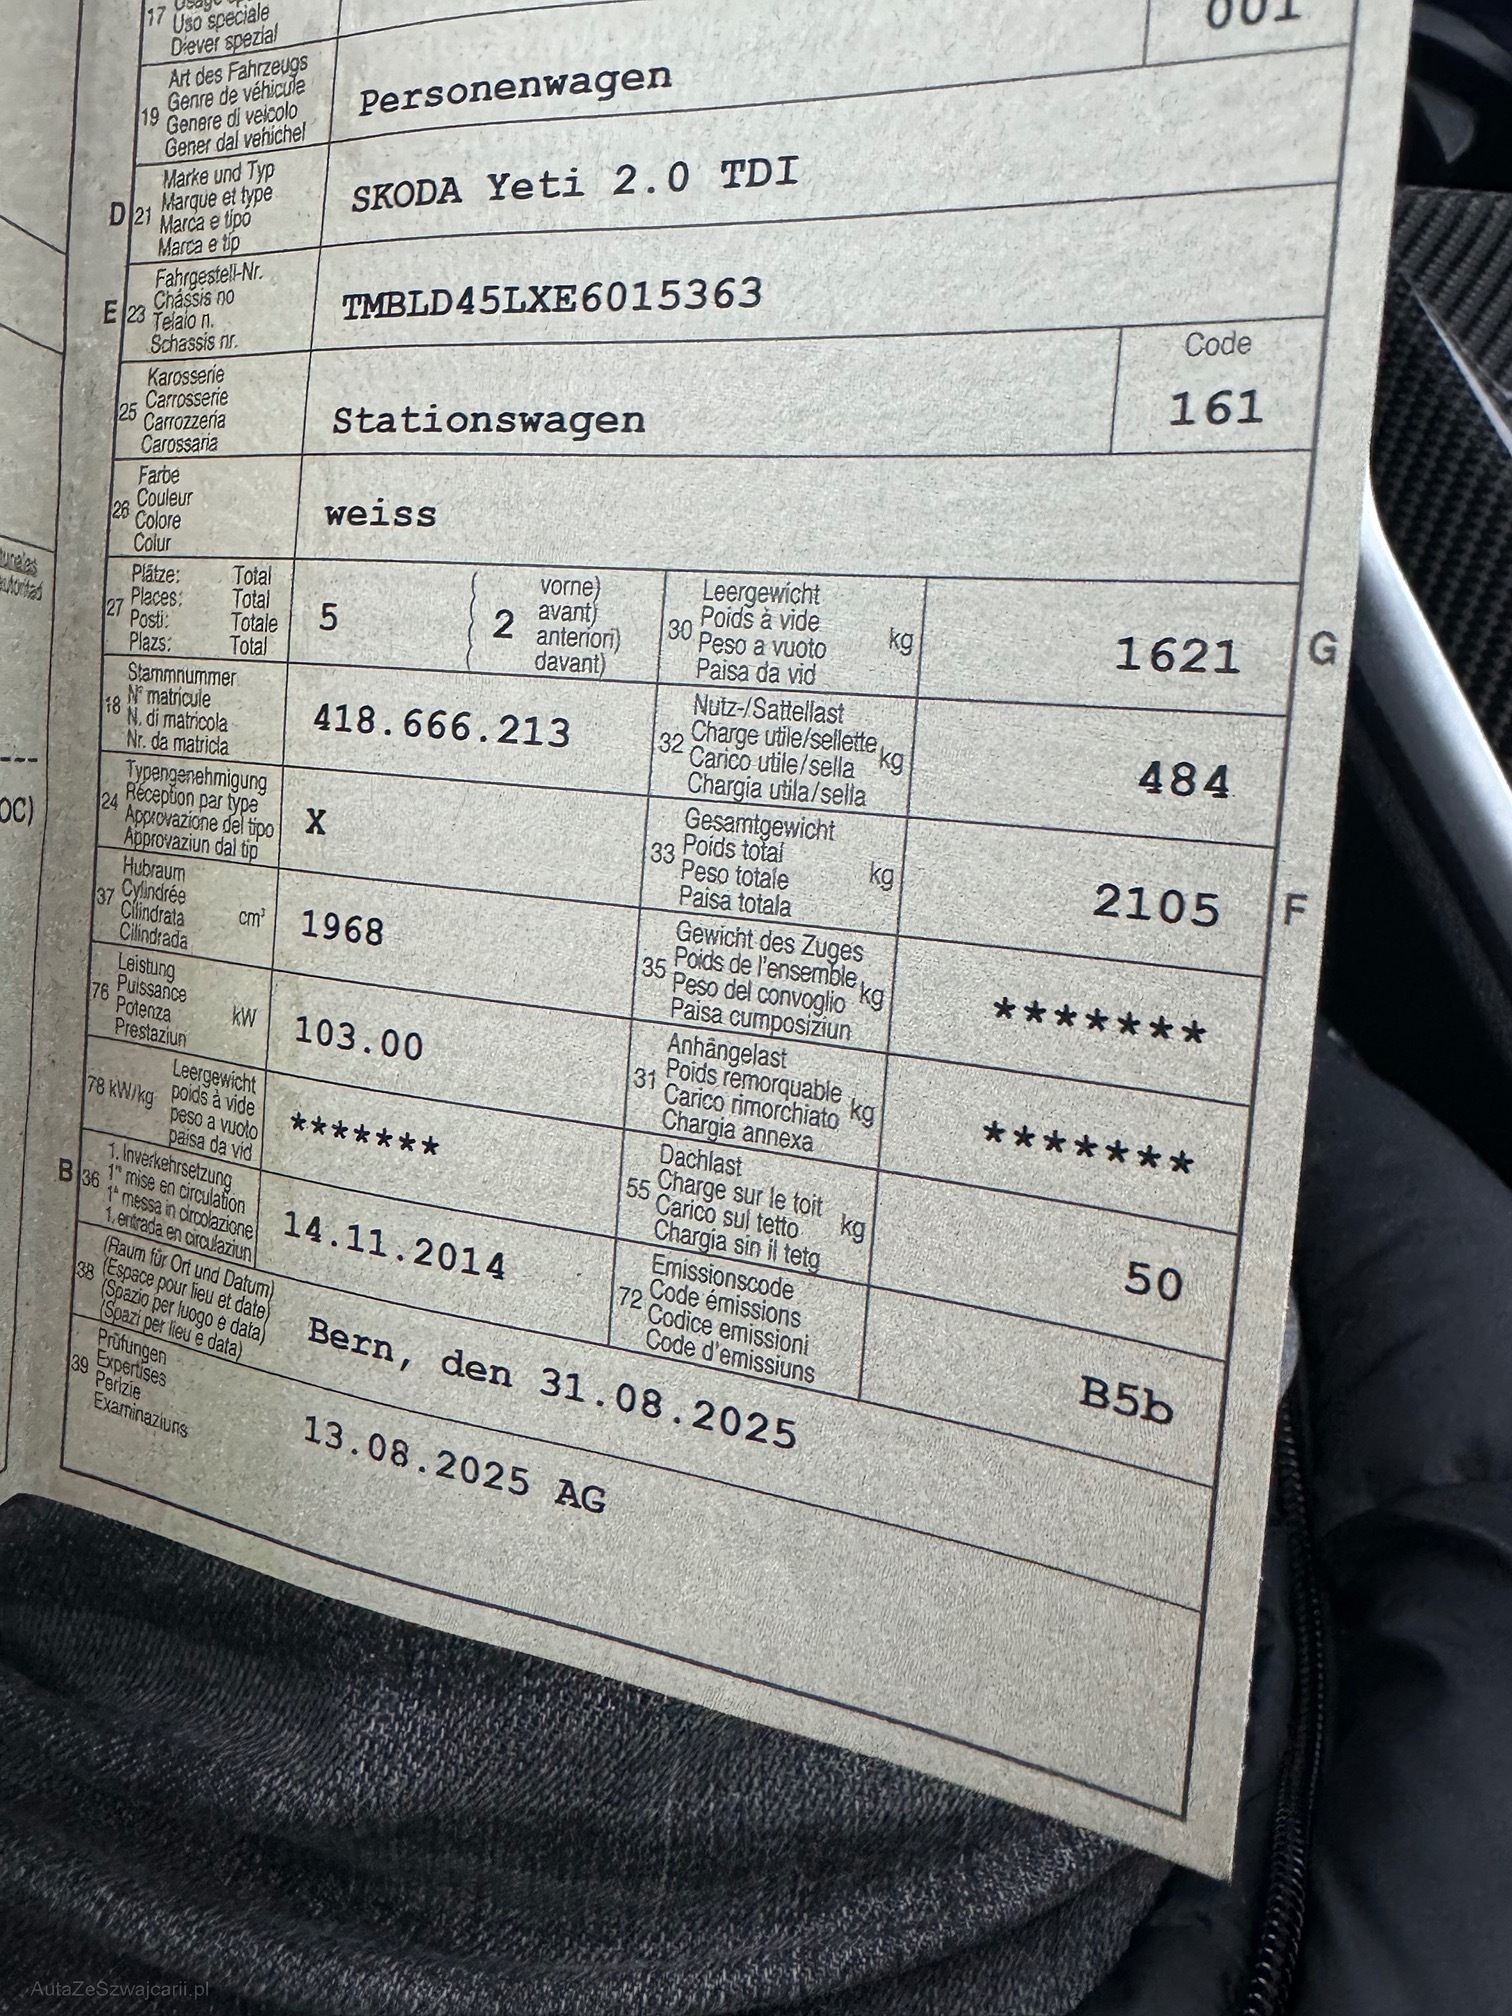 17
Uso speciale
Diever spezial
001
19
Art des Fahrzeugs
Genre de véhicule
Genere di veicolo
Gener dal vehichel
Personenwagen
D
21
Marke und Typ
Marque et type
Marca e tipo
Marca e tip
SKODA Yeti 2.0 TDI
E
23
Fahrgestell-Nr.
Châssis no
Telaio n.
Schassis nr.
TMBLD45LXE6015363
25
Karosserie
Carrosserie
Carrozzeria
Carossaria
Stationswagen
Code
161
26
Farbe
Couleur
Colore
Colur
weiss
27
Plätze: Total
Places: Total
Posti: Totale
Plazs: Total
5
2
vorne)
avant)
anteriori)
davant)
30
Leergewicht
Poids à vide
Peso a vuoto
Paisa da vid
kg
1621
G
18
Stammnummer
N° matricule
N. di matricola
Nr. da matricla
418.666.213
32
Nutz-/Sattellast
Charge utile/sellette
Carico utile/sella
Chargia utila/sella
kg
484
24
Typengenehmigung
Réception par type
Approvazione del tipo
Approvaziun dal tip
X
33
Gesamtgewicht
Poids total
Peso totale
Paisa totala
kg
2105
F
37
Hubraum
Cylindrée
Cilindrata
Cilindrada
cm³
1968
35
Gewicht des Zuges
Poids de l'ensemble
Peso del convoglio
Paisa cumposiziun
kg
*******
76
Leistung
Puissance
Potenza
Prestaziun
kW
103.00
31
Anhängelast
Poids remorquable
Carico rimorchiato
Chargia annexa
kg
*******
78 kW/kg
Leergewicht
poids à vide
peso a vuoto
paisa da vid
*******
55
Dachlast
Charge sur le toit
Carico sul tetto
Chargia sin il tetg
kg
50
B
36
1. Inverkehrsetzung
1re mise en circulation
1a messa in circolazione
1. entrada en circulaziun
14.11.2014
72
Emissionscode
Code émissions
Codice emissioni
Code d'emissiuns
B5b
38
(Raum für Ort und Datum)
(Espace pour lieu et date)
(Spazio per luogo e data)
(Spazi per lieu e data)
Bern, den 31.08.2025
39
Prüfungen
Expertises
Perizie
Examinaziuns
13.08.2025 AG
OC)
AutaZeSzwajcarii.pl